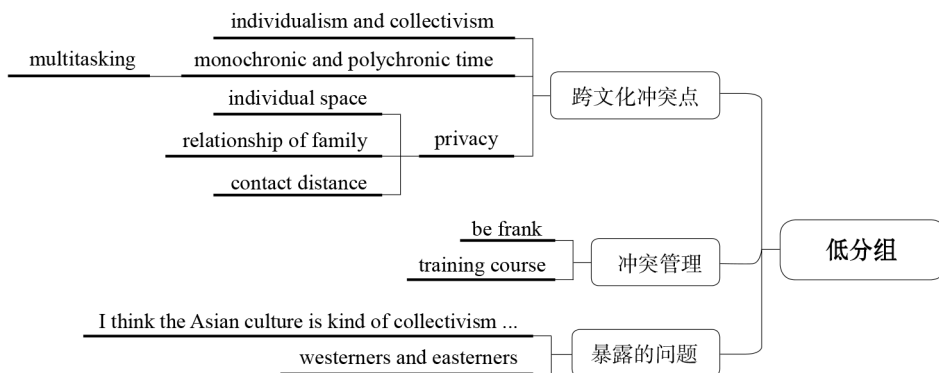 individualism and collectivism
multitasking
monochronic and polychronic time
跨文化冲突点
individual space
relationship of family
privacy
contact distance
be frank
冲突管理
training course
低分组
I think the Asian culture is kind of collectivism ...
westerners and easterners
暴露的问题